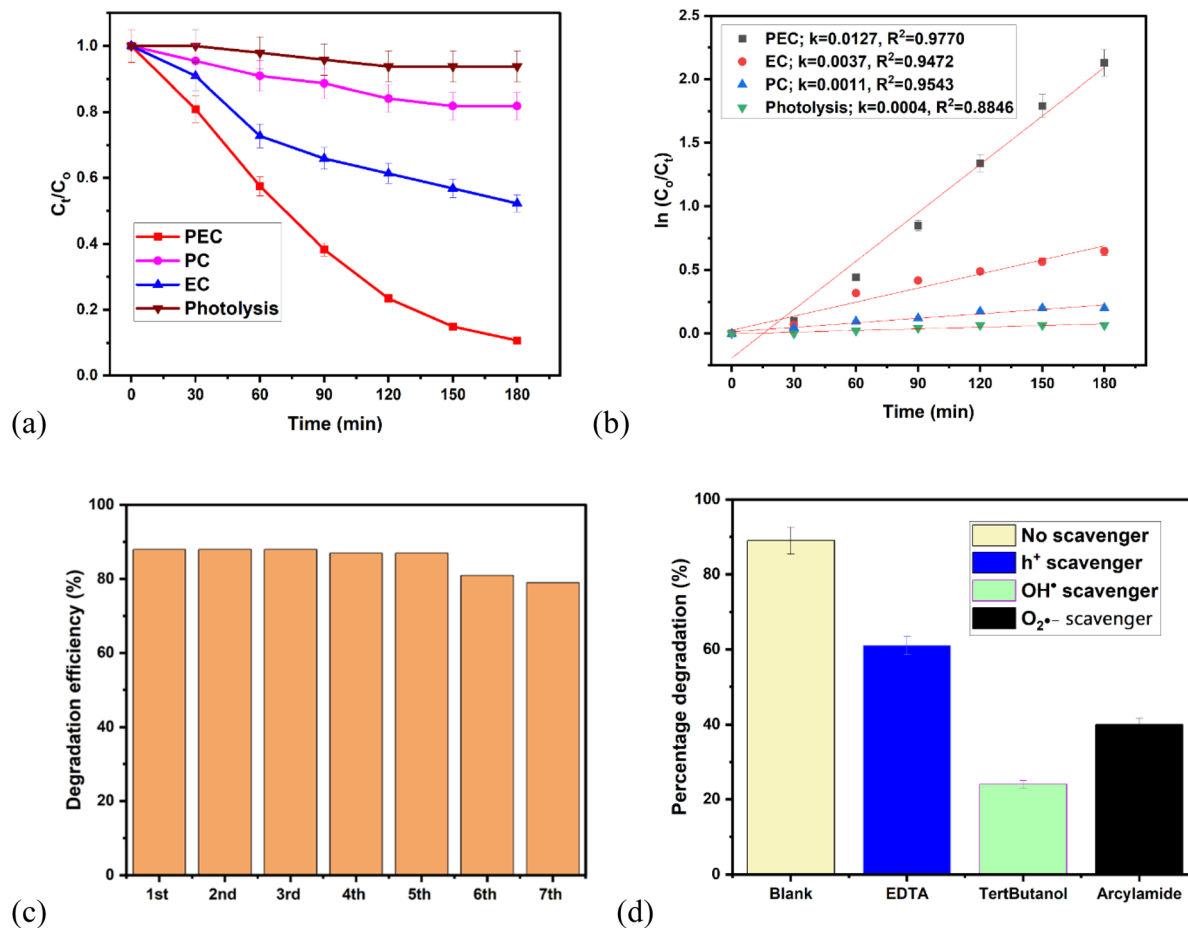 1.0
0.8
0.6
0.4
0.2
0.0
Cₜ/Cₒ
PEC
PC
EC
Photolysis
0 30 60 90 120 150 180
Time (min)
(a)
2.5
2.0
1.5
1.0
0.5
0.0
ln (Cₒ/Cₜ)
PEC; k=0.0127, R²=0.9770
EC; k=0.0037, R²=0.9472
PC; k=0.0011, R²=0.9543
Photolysis; k=0.0004, R²=0.8846
0 30 60 90 120 150 180
Time (min)
(b)
100
80
60
40
20
0
Degradation efficiency (%)
1st 2nd 3rd 4th 5th 6th 7th
(c)
100
80
60
40
20
0
Percentage degradation (%)
No scavenger
h⁺ scavenger
OH• scavenger
O₂•− scavenger
Blank EDTA TertButanol Arcylamide
(d)